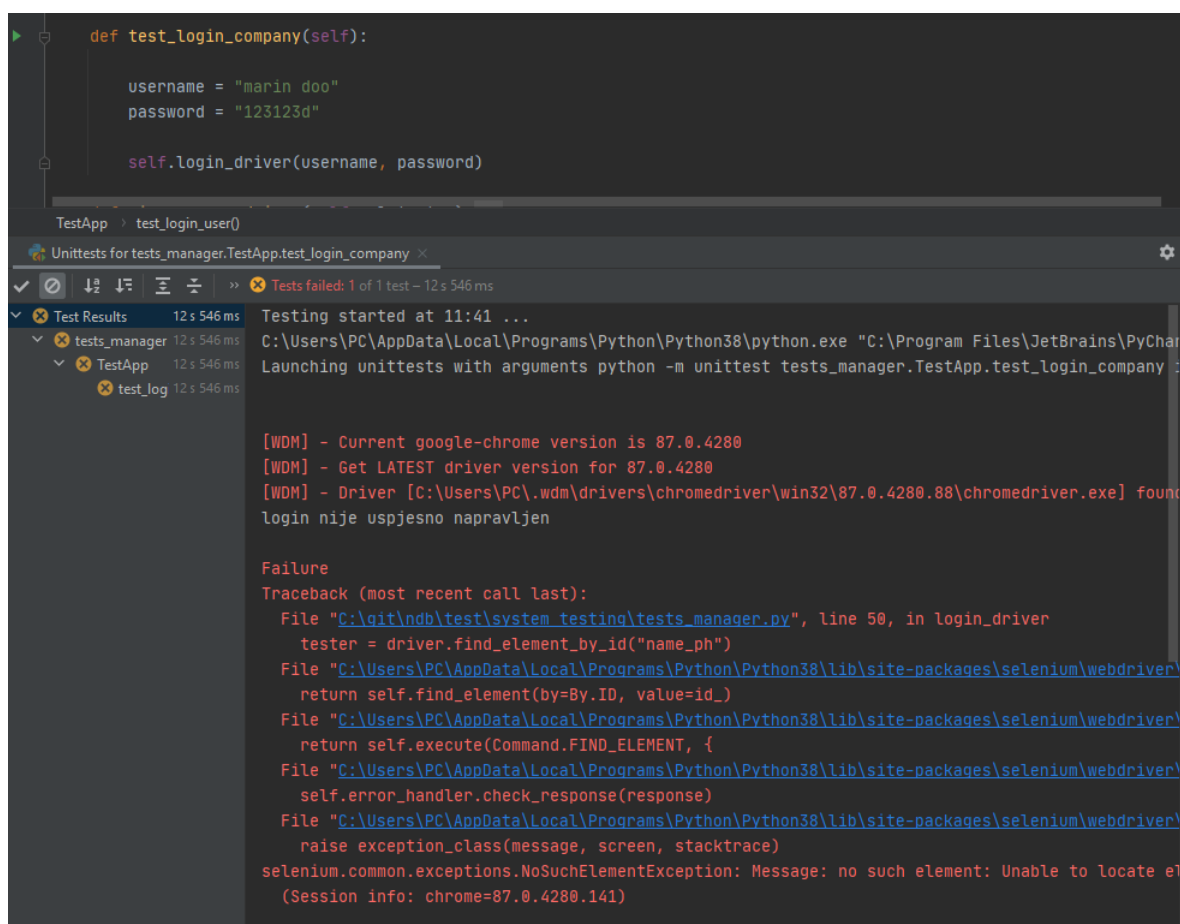 def test_login_company(self):
username = "marin doo"
password = "123123d"
self.login_driver(username, password)
TestApp > test_login_user()
Unittests for tests_manager.TestApp.test_login_company ×
» Tests failed: 1 of 1 test – 12 s 546 ms
Test Results 12 s 546 ms
tests_manager 12 s 546 ms
TestApp 12 s 546 ms
test_log 12 s 546 ms
Testing started at 11:41 ...
C:\Users\PC\AppData\Local\Programs\Python\Python38\python.exe "C:\Program Files\JetBrains\PyChar
Launching unittests with arguments python -m unittest tests_manager.TestApp.test_login_company
[WDM] - Current google-chrome version is 87.0.4280
[WDM] - Get LATEST driver version for 87.0.4280
[WDM] - Driver [C:\Users\PC\.wdm\drivers\chromedriver\win32\87.0.4280.88\chromedriver.exe] found
login nije uspjesno napravljen
Failure
Traceback (most recent call last):
File "C:\git\ndb\test\system_testing\tests_manager.py", line 50, in login_driver
tester = driver.find_element_by_id("name_ph")
File "C:\Users\PC\AppData\Local\Programs\Python\Python38\lib\site-packages\selenium\webdriver\
return self.find_element(by=By.ID, value=id_)
File "C:\Users\PC\AppData\Local\Programs\Python\Python38\lib\site-packages\selenium\webdriver\
return self.execute(Command.FIND_ELEMENT, {
File "C:\Users\PC\AppData\Local\Programs\Python\Python38\lib\site-packages\selenium\webdriver\
self.error_handler.check_response(response)
File "C:\Users\PC\AppData\Local\Programs\Python\Python38\lib\site-packages\selenium\webdriver\
raise exception_class(message, screen, stacktrace)
selenium.common.exceptions.NoSuchElementException: Message: no such element: Unable to locate el
(Session info: chrome=87.0.4280.141)